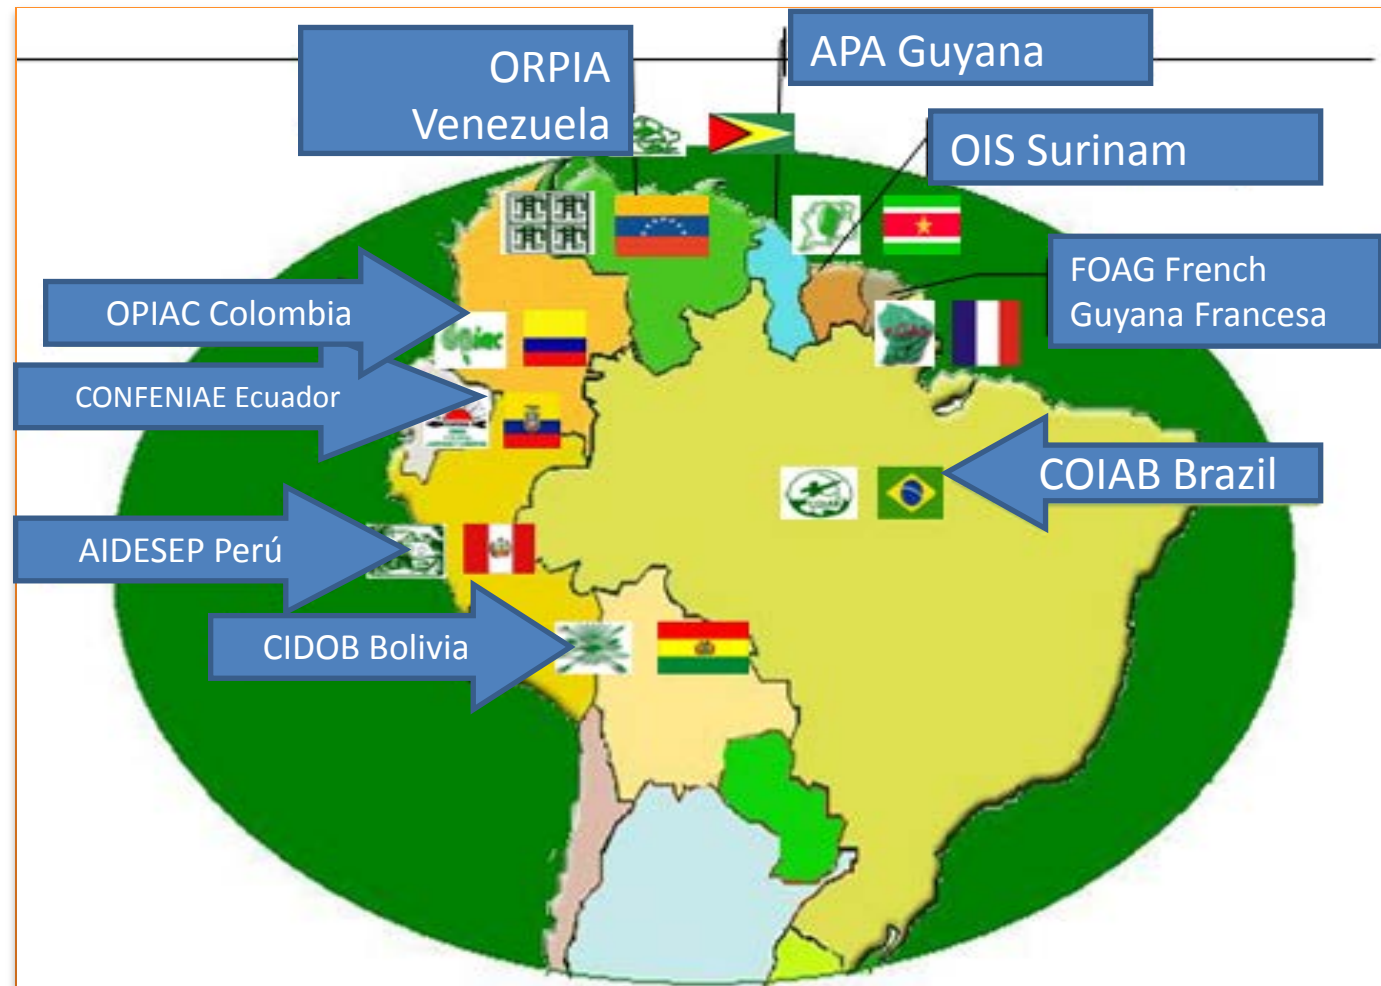 ORPIA
Venezuela
APA Guyana
OIS Surinam
FOAG French
Guyana Francesa
OPIAC Colombia
opiac
CONFENIAE Ecuador
COIAB Brazil
AIDESEP Perú
CIDOB Bolivia